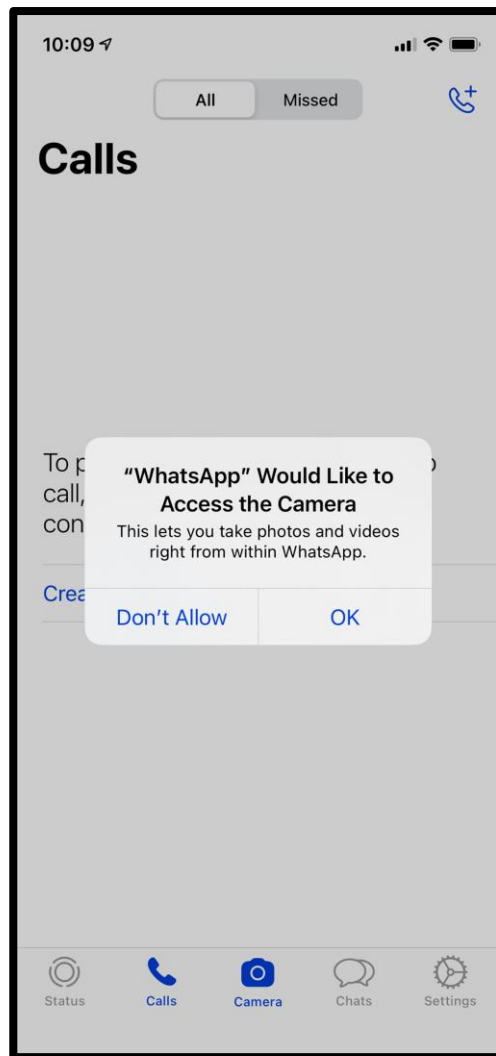 10:09
All Missed
Calls
To p
call,
con
“WhatsApp” Would Like to
Access the Camera
This lets you take photos and videos
right from within WhatsApp.
Crea
Don’t Allow OK
Status Calls Camera Chats Settings